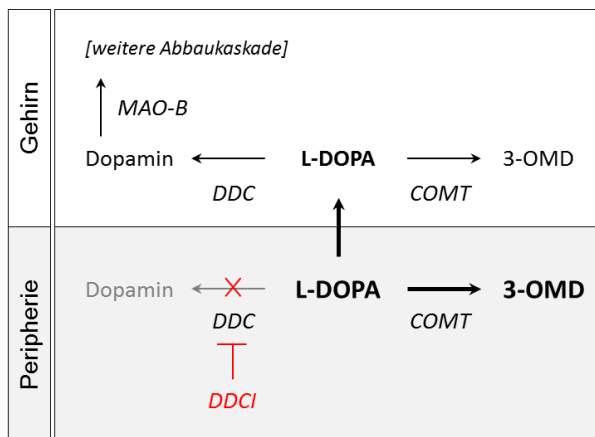 Gehirn
[weitere Abbaukaskade]
MAO-B
Dopamin L-DOPA 3-OMD
DDC COMT
Peripherie
Dopamin L-DOPA 3-OMD
DDC COMT
DDCI